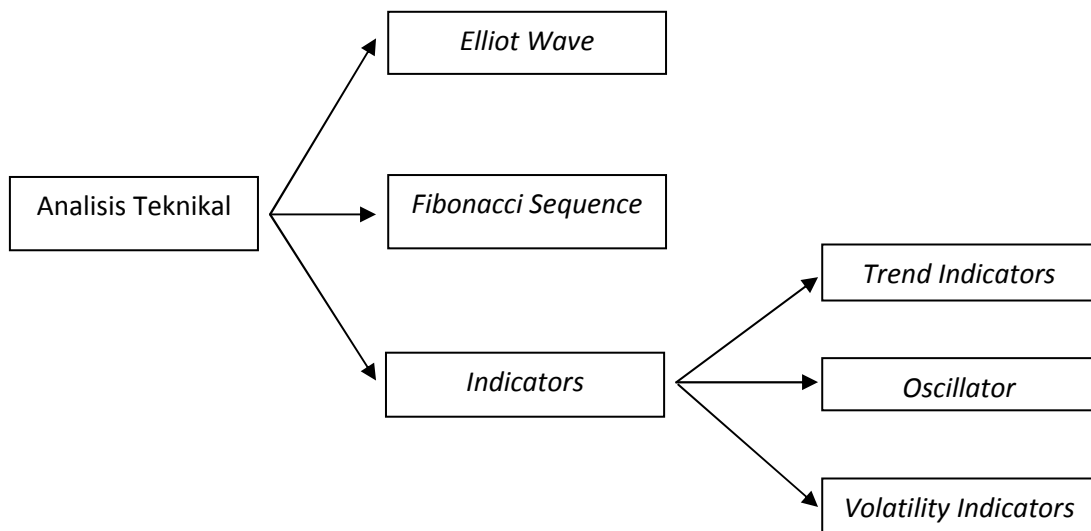 Elliot Wave
Analisis Teknikal
Fibonacci Sequence
Indicators
Trend Indicators
Oscillator
Volatility Indicators